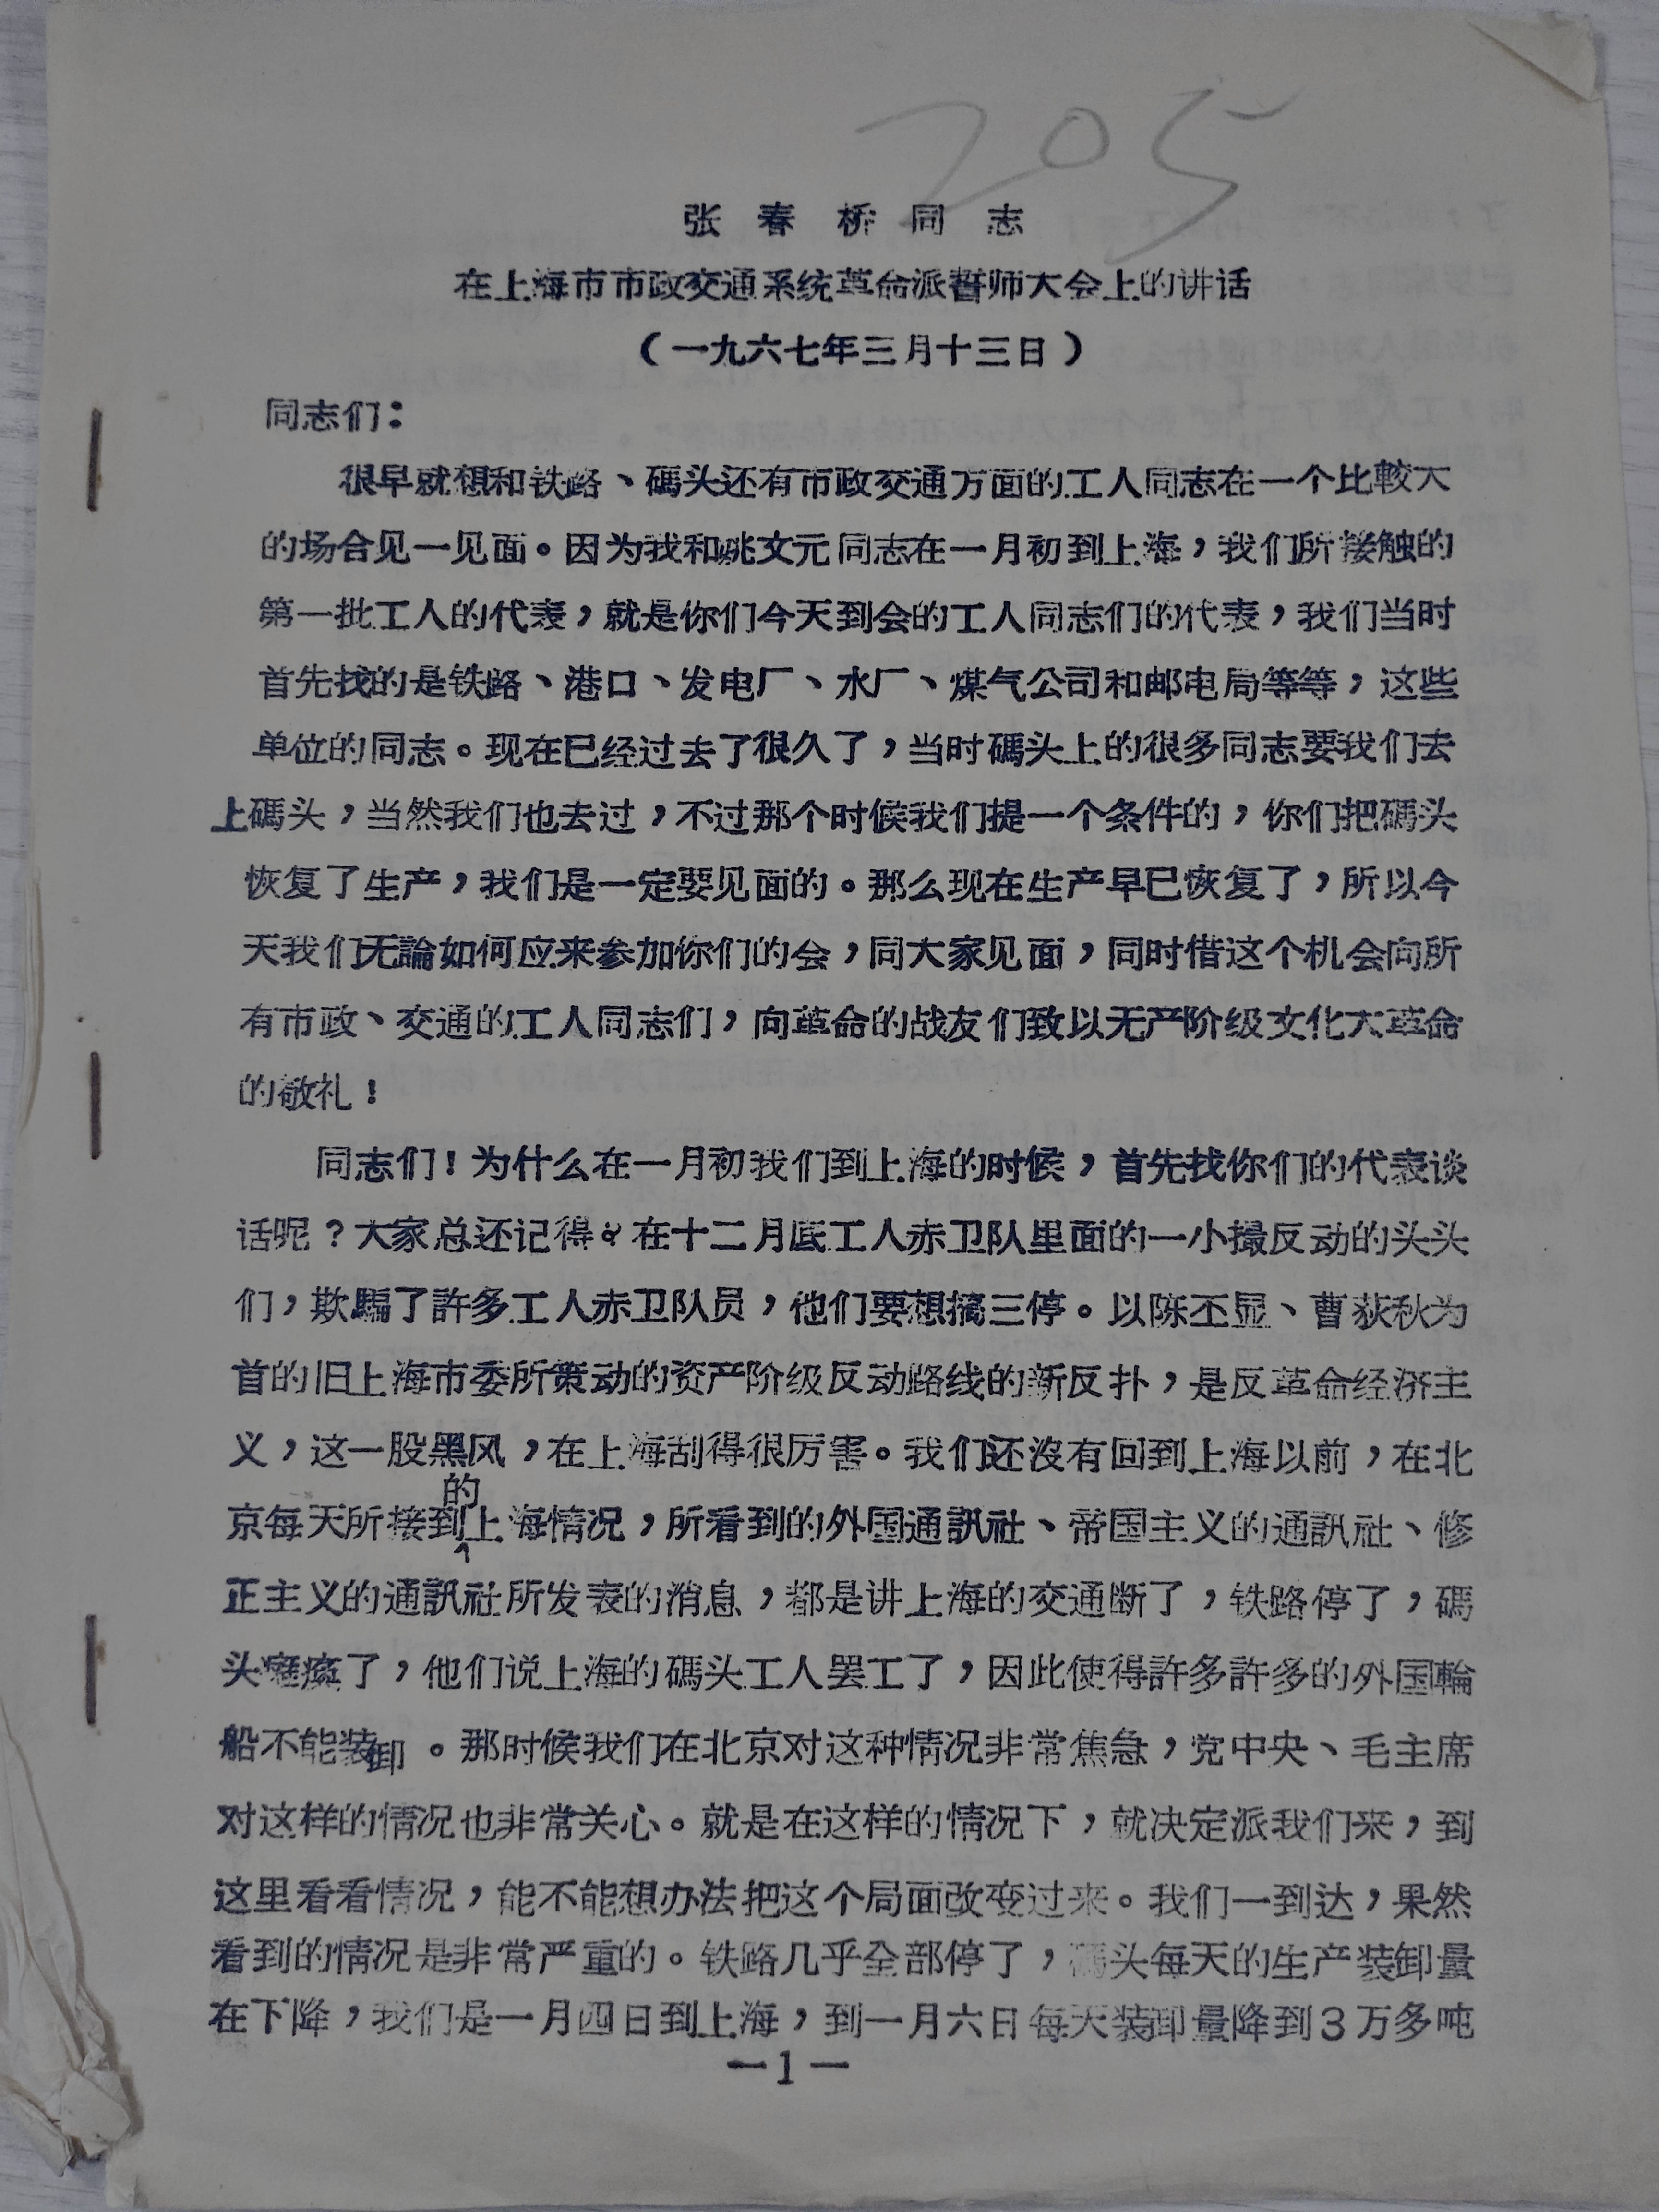 205
张春桥同志
在上海市市政交通系统革命派誓师大会上的讲话
（一九六七年三月十三日）
同志们：
很早就想和铁路、碼头还有市政交通方面的工人同志在一个比較大
的场合见一见面。因为我和姚文元同志在一月初到上海，我们所接触的
第一批工人的代表，就是你们今天到会的工人同志们的代表，我们当时
首先找的是铁路、港口、发电厂、水厂、煤气公司和邮电局等等，这些
单位的同志。现在已经过去了很久了，当时碼头上的很多同志要我们去
上碼头，当然我们也去过，不过那个时候我们提一个条件的，你们把碼头
恢复了生产，我们是一定要见面的。那么现在生产早已恢复了，所以今
天我们无論如何应来参加你们的会，同大家见面，同时借这个机会向所
有市政、交通的工人同志们，向革命的战友们致以无产阶级文化大革命
的敬礼！
同志们！为什么在一月初我们到上海的时候，首先找你们的代表谈
话呢？大家总还记得，在十二月底工人赤卫队里面的一小撮反动的头头
们，欺騙了許多工人赤卫队员，他们要想搞三停。以陈丕显、曹荻秋为
首的旧上海市委所策动的资产阶级反动路线的新反扑，是反革命经济主
义，这一股黑风，在上海刮得很厉害。我们还沒有回到上海以前，在北
京每天所接到的上海情况，所看到的外国通訊社、帝国主义的通訊社、修
正主义的通訊社所发表的消息，都是讲上海的交通断了，铁路停了，碼
头瘫瘓了，他们说上海的碼头工人罢工了，因此使得許多許多的外国輪
船不能装卸。那时候我们在北京对这种情况非常焦急，党中央、毛主席
对这样的情况也非常关心。就是在这样的情况下，就决定派我们来，到
这里看看情况，能不能想办法把这个局面改变过来。我们一到达，果然
看到的情况是非常严重的。铁路几乎全部停了，碼头每天的生产装卸量
在下降，我们是一月四日到上海，到一月六日每天装卸量降到3万多吨
—1—